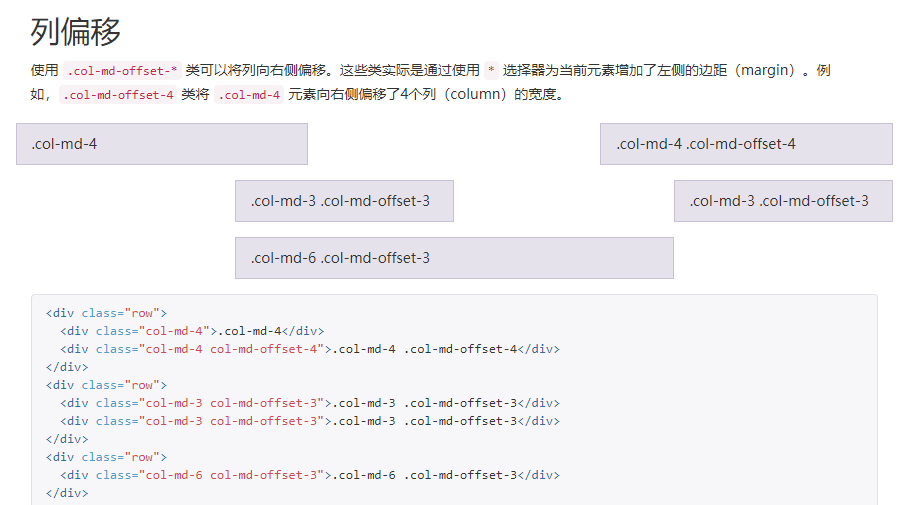 列偏移
使用 .col-md-offset-* 类可以将列向右侧偏移。这些类实际是通过使用 * 选择器为当前元素增加了左侧的边距（margin）。例
如，.col-md-offset-4 类将 .col-md-4 元素向右侧偏移了4个列（column）的宽度。
.col-md-4 .col-md-4 .col-md-offset-4
.col-md-3 .col-md-offset-3 .col-md-3 .col-md-offset-3
.col-md-6 .col-md-offset-3
<div class="row">
  <div class="col-md-4">.col-md-4</div>
  <div class="col-md-4 col-md-offset-4">.col-md-4 .col-md-offset-4</div>
</div>
<div class="row">
  <div class="col-md-3 col-md-offset-3">.col-md-3 .col-md-offset-3</div>
  <div class="col-md-3 col-md-offset-3">.col-md-3 .col-md-offset-3</div>
</div>
<div class="row">
  <div class="col-md-6 col-md-offset-3">.col-md-6 .col-md-offset-3</div>
</div>